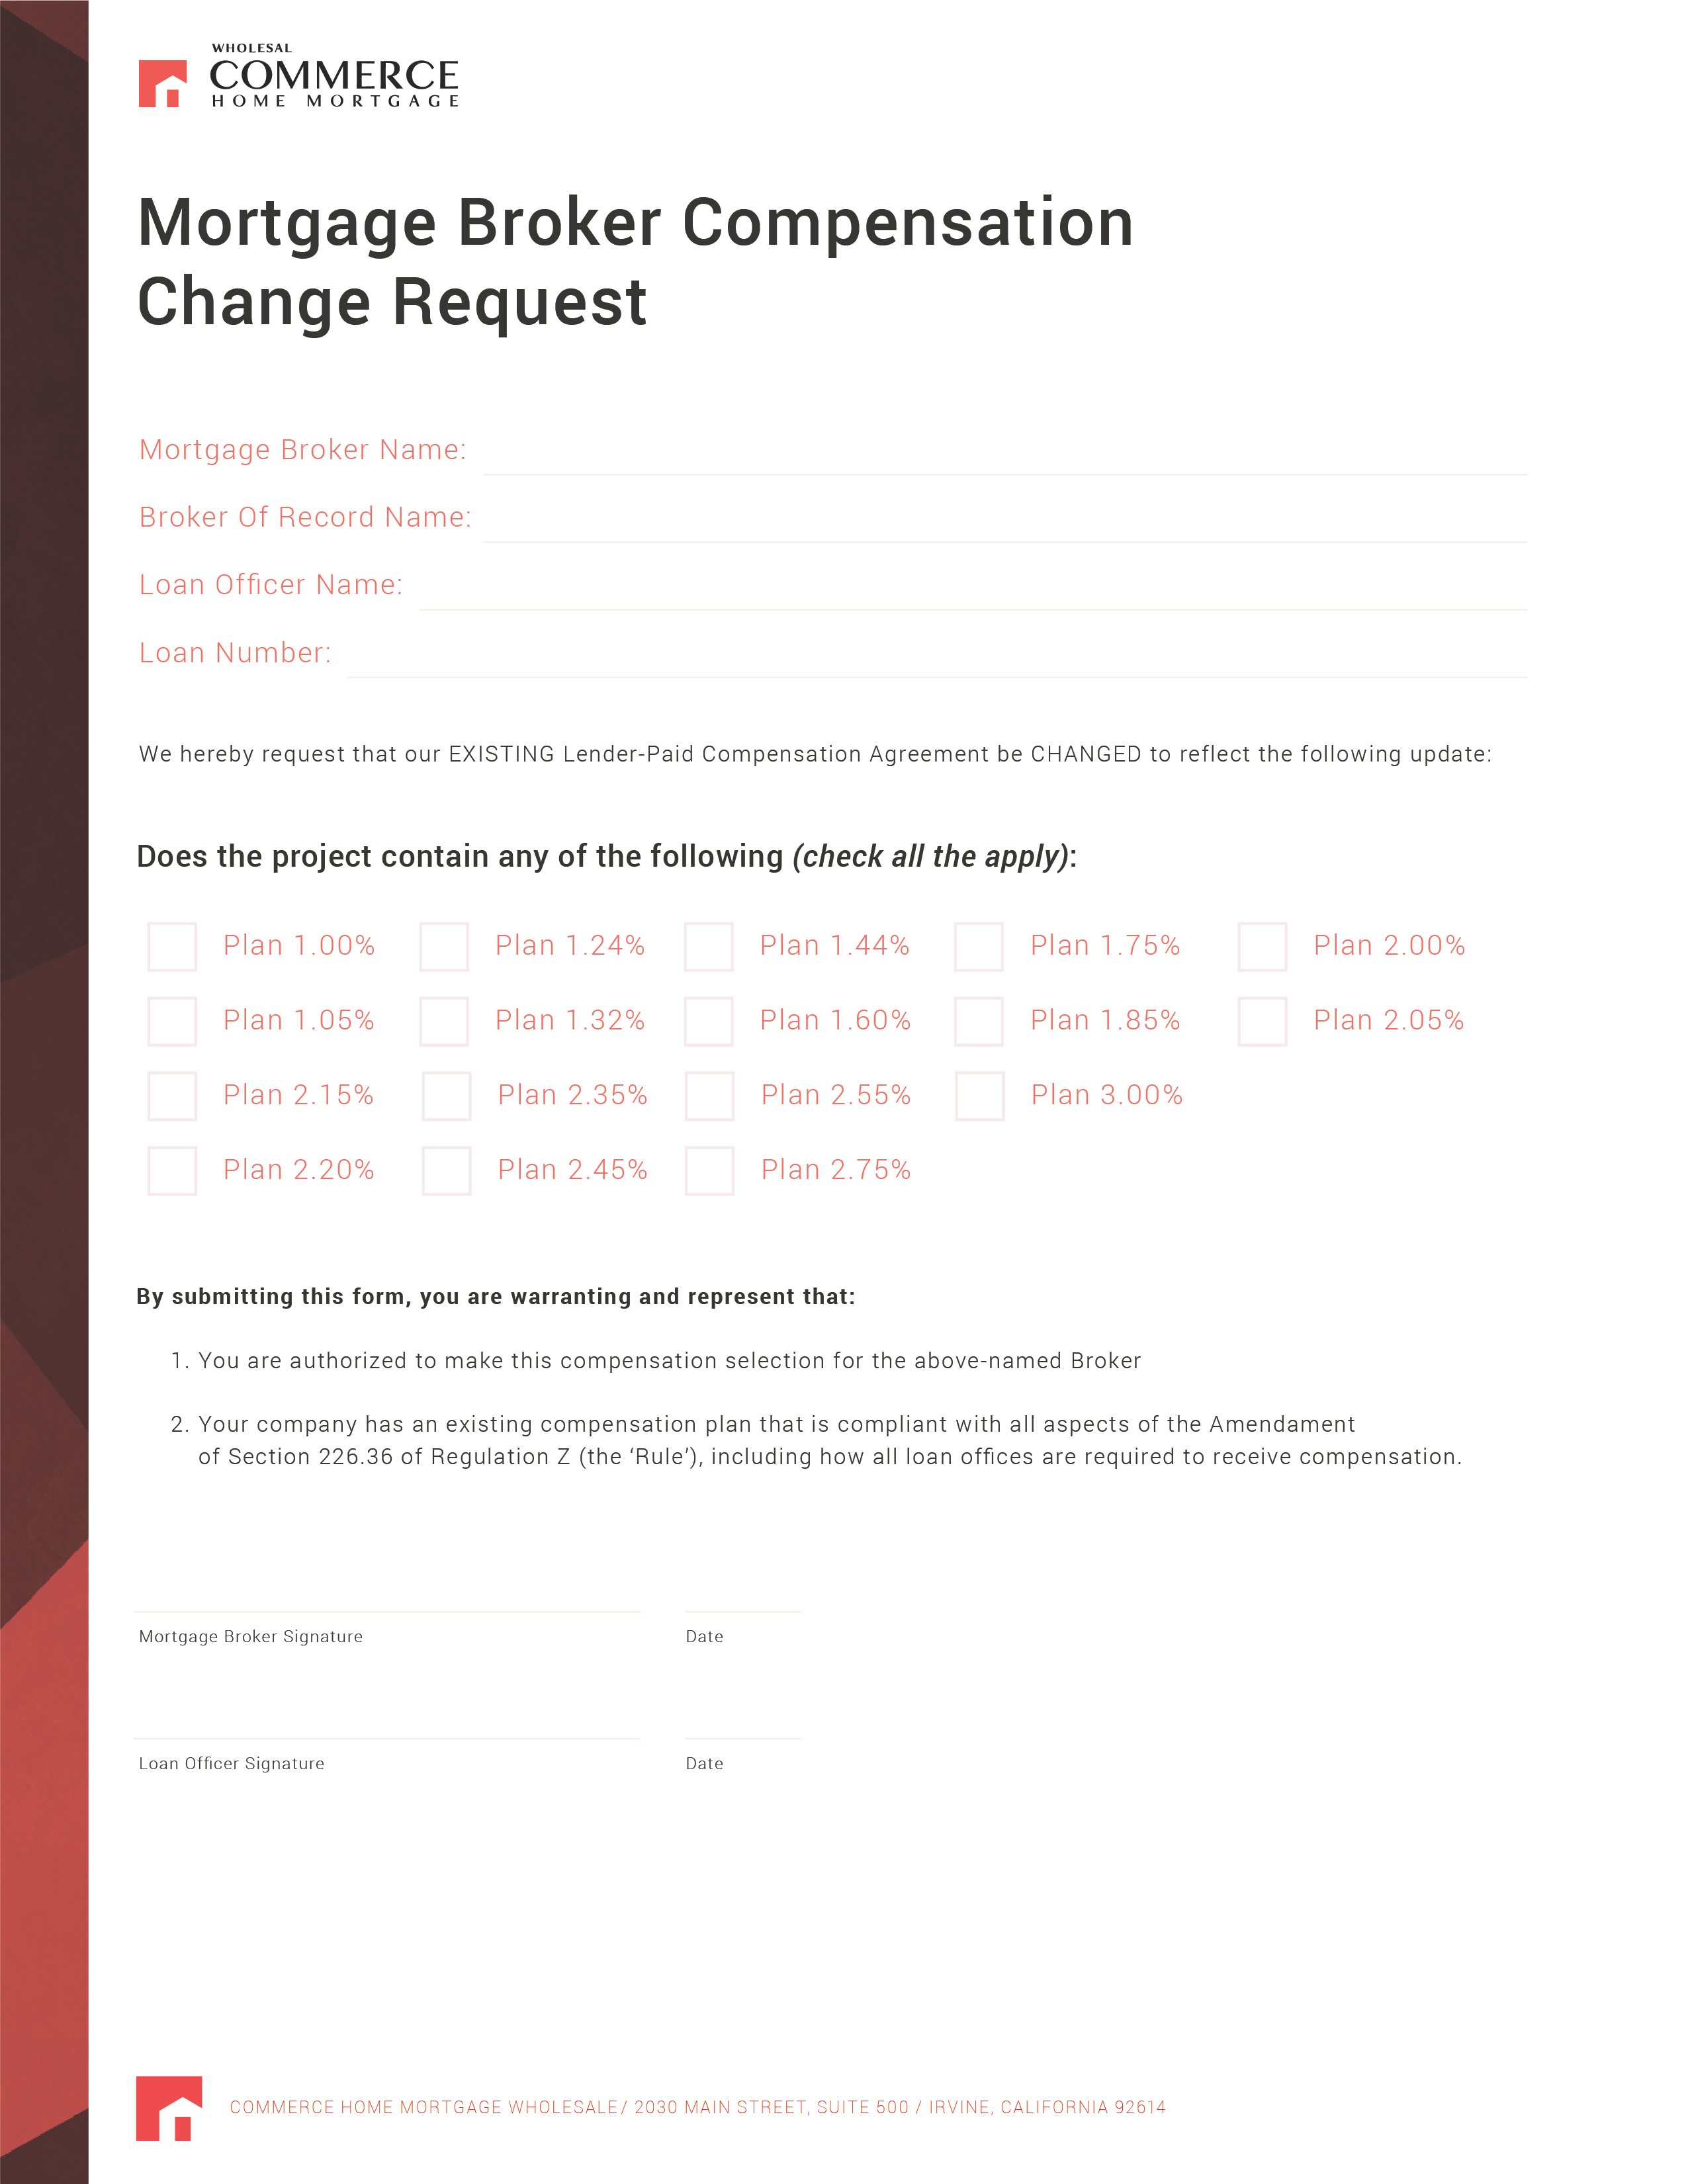 WHOLESAL
COMMERCE
HOME MORTGAGE
Mortgage Broker Compensation
Change Request
Mortgage Broker Name:
Broker Of Record Name:
Loan Officer Name:
Loan Number:
We hereby request that our EXISTING Lender-Paid Compensation Agreement be CHANGED to reflect the following update:
Does the project contain any of the following (check all the apply):
Plan 1.00% Plan 1.24% Plan 1.44% Plan 1.75% Plan 2.00%
Plan 1.05% Plan 1.32% Plan 1.60% Plan 1.85% Plan 2.05%
Plan 2.15% Plan 2.35% Plan 2.55% Plan 3.00%
Plan 2.20% Plan 2.45% Plan 2.75%
By submitting this form, you are warranting and represent that:
1. You are authorized to make this compensation selection for the above-named Broker
2. Your company has an existing compensation plan that is compliant with all aspects of the Amendament
of Section 226.36 of Regulation Z (the ‘Rule’), including how all loan offices are required to receive compensation.
Mortgage Broker Signature Date
Loan Officer Signature Date
COMMERCE HOME MORTGAGE WHOLESALE/ 2030 MAIN STREET, SUITE 500 / IRVINE, CALIFORNIA 92614